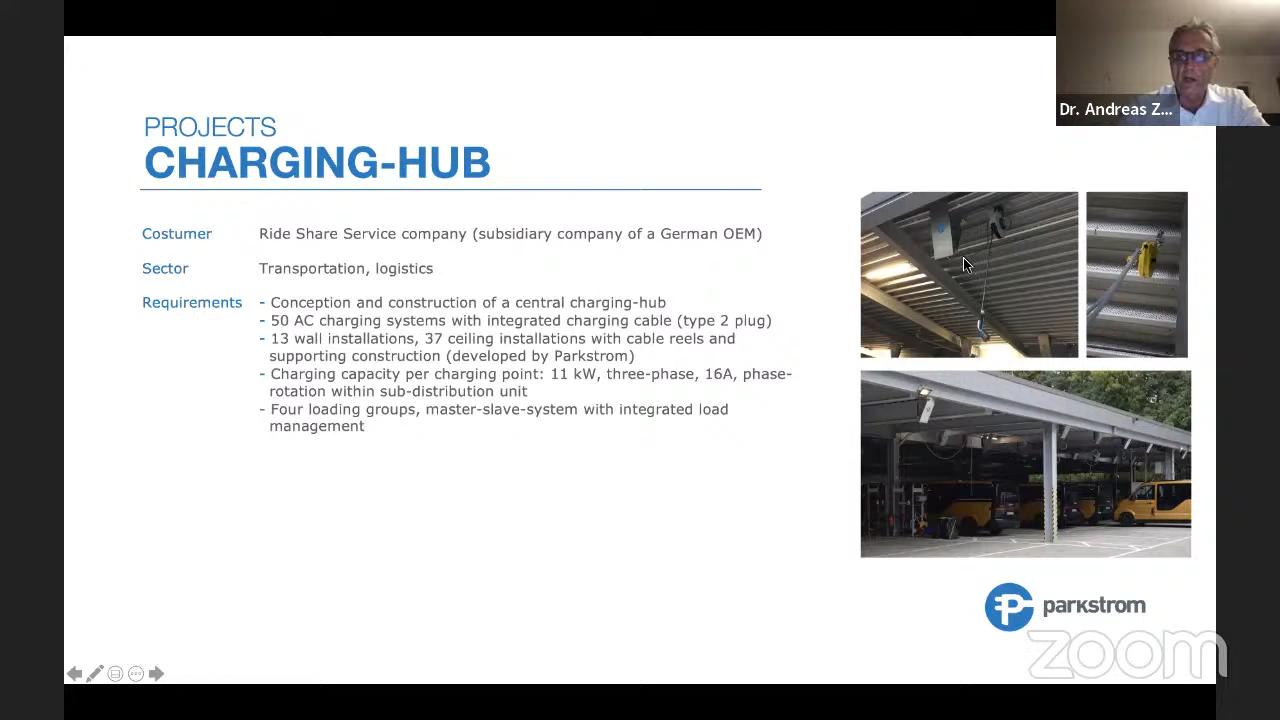 Dr. Andreas Z...
PROJECTS
CHARGING-HUB
Costumer Ride Share Service company (subsidiary company of a German OEM)
Sector Transportation, logistics
Requirements - Conception and construction of a central charging-hub
- 50 AC charging systems with integrated charging cable (type 2 plug)
- 13 wall installations, 37 ceiling installations with cable reels and
supporting construction (developed by Parkstrom)
- Charging capacity per charging point: 11 kW, three-phase, 16A, phase-
rotation within sub-distribution unit
- Four loading groups, master-slave-system with integrated load
management
parkstrom
zoom